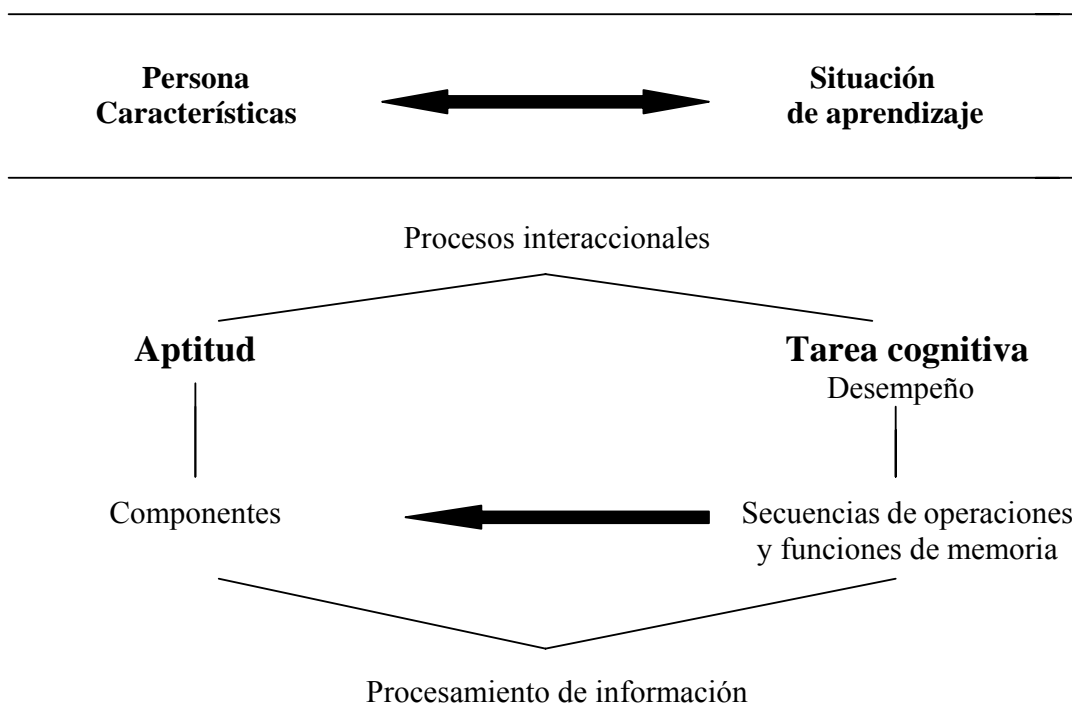 Persona
Características
Situación
de aprendizaje
Procesos interaccionales
Aptitud
Tarea cognitiva
Desempeño
Componentes
Secuencias de operaciones
y funciones de memoria
Procesamiento de información